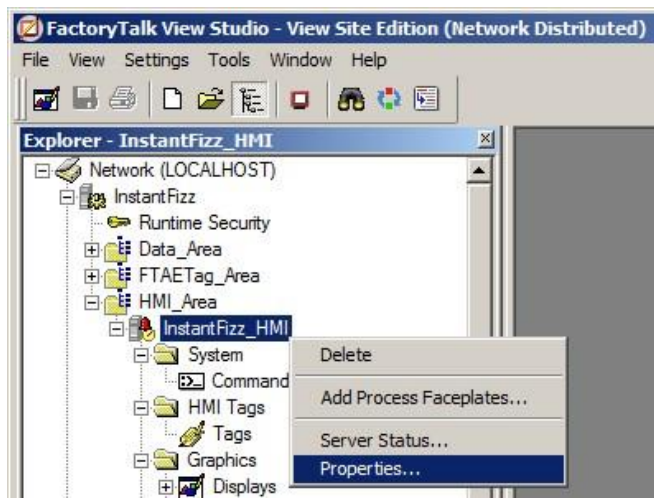 FactoryTalk View Studio - View Site Edition (Network Distributed)
File View Settings Tools Window Help
Explorer - InstantFizz_HMI
Network (LOCALHOST)
InstantFizz
Runtime Security
Data_Area
FTAETag_Area
HMI_Area
InstantFizz_HMI
System
Command
HMI Tags
Tags
Graphics
Displays
Delete
Add Process Faceplates...
Server Status...
Properties...